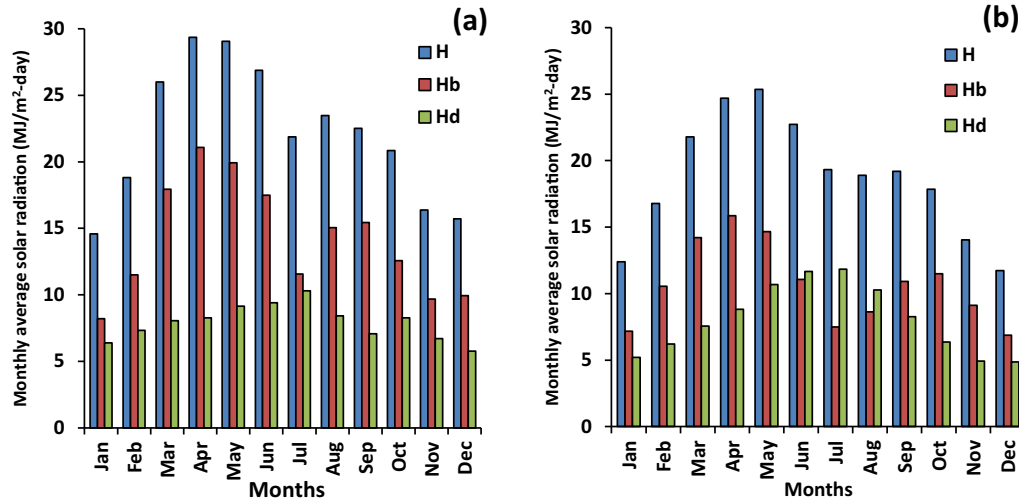 (a)
Monthly average solar radiation (MJ/m²-day)
30
25
20
15
10
5
0
H
Hb
Hd
Jan
Feb
Mar
Apr
May
Jun
Jul
Aug
Sep
Oct
Nov
Dec
Months
(b)
Monthly average solar radiation (MJ/m²-day)
30
25
20
15
10
5
0
H
Hb
Hd
Jan
Feb
Mar
Apr
May
Jun
Jul
Aug
Sep
Oct
Nov
Dec
Months